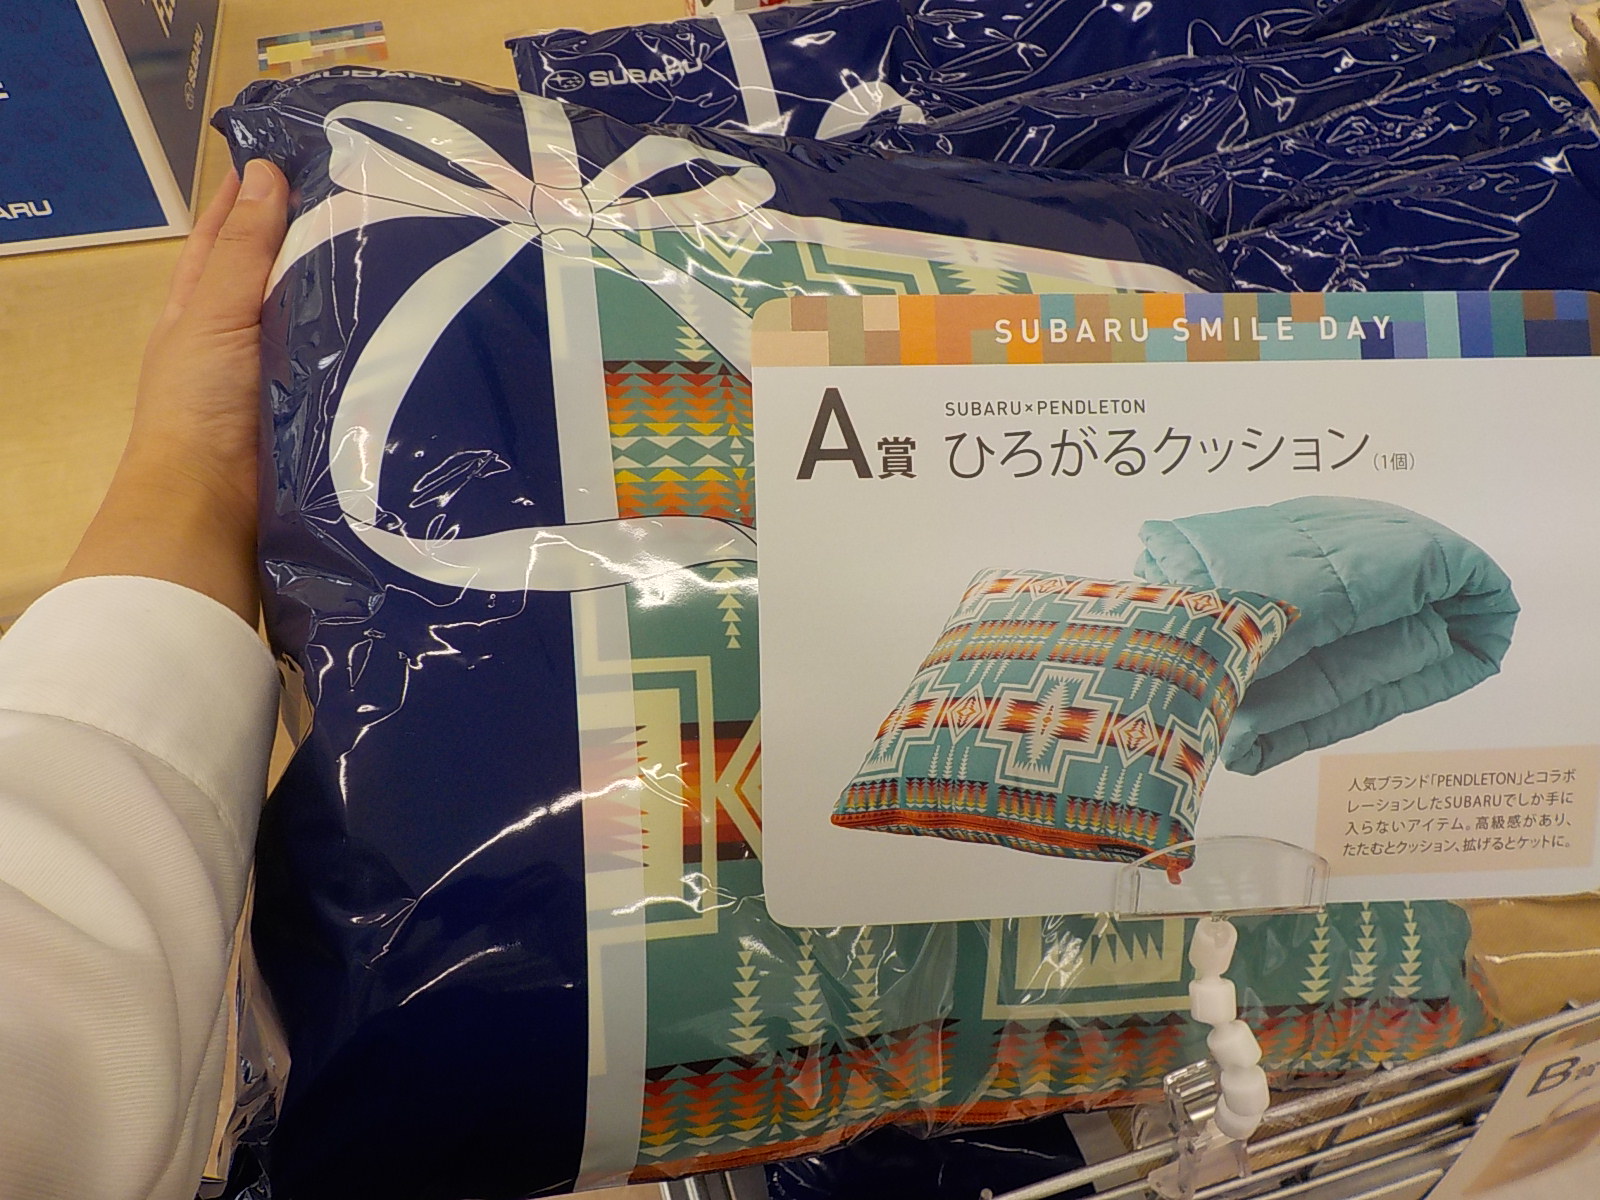 SUBARU
SUBARU
SUBARU
SUBARU SMILE DAY
SUBARU×PENDLETON
A賞 ひろがるクッション(1個)
人気ブランド「PENDLETON」とコラボ
レーションしたSUBARUでしか手に
入らないアイテム。高級感があり、
たたむとクッション、拡げるとケットに。
B賞